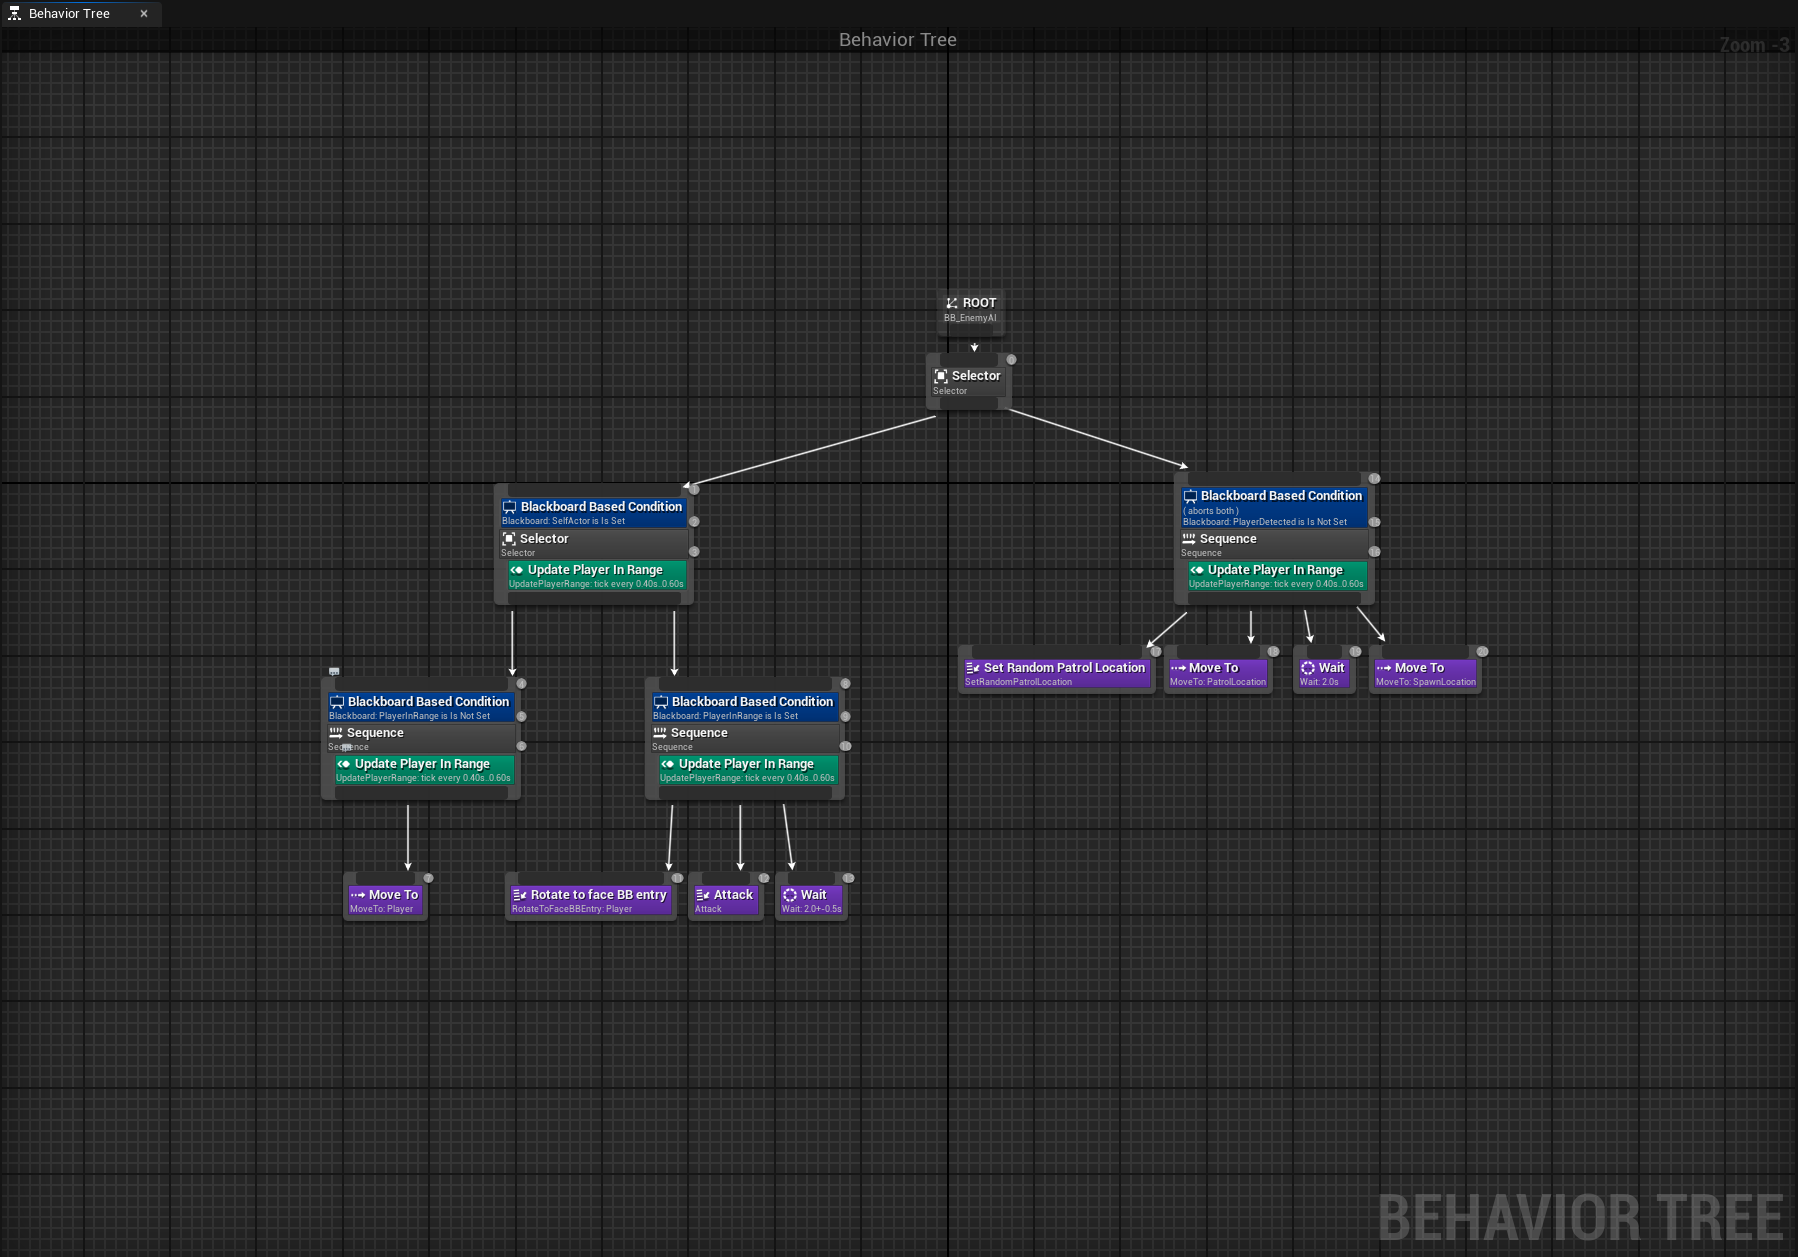 Behavior Tree
Behavior Tree
Zoom -3
ROOT
BB_EnemyAI
Selector
Selector
Blackboard Based Condition
Blackboard: SelfActor is Is Set
Selector
Selector
Update Player In Range
UpdatePlayerRange: tick every 0.40s..0.60s
Blackboard Based Condition
( aborts both )
Blackboard: PlayerDetected is Is Not Set
Sequence
Sequence
Update Player In Range
UpdatePlayerRange: tick every 0.40s..0.60s
Set Random Patrol Location
SetRandomPatrolLocation
Move To
MoveTo: PatrolLocation
Wait
Wait: 2.0s
Move To
MoveTo: SpawnLocation
Blackboard Based Condition
Blackboard: PlayerInRange is Is Not Set
Sequence
Sequence
Update Player In Range
UpdatePlayerRange: tick every 0.40s..0.60s
Blackboard Based Condition
Blackboard: PlayerInRange is Is Set
Sequence
Sequence
Update Player In Range
UpdatePlayerRange: tick every 0.40s..0.60s
Move To
MoveTo: Player
Rotate to face BB entry
RotateToFaceBBEntry: Player
Attack
Attack
Wait
Wait: 2.0+-0.5s
BEHAVIOR TREE